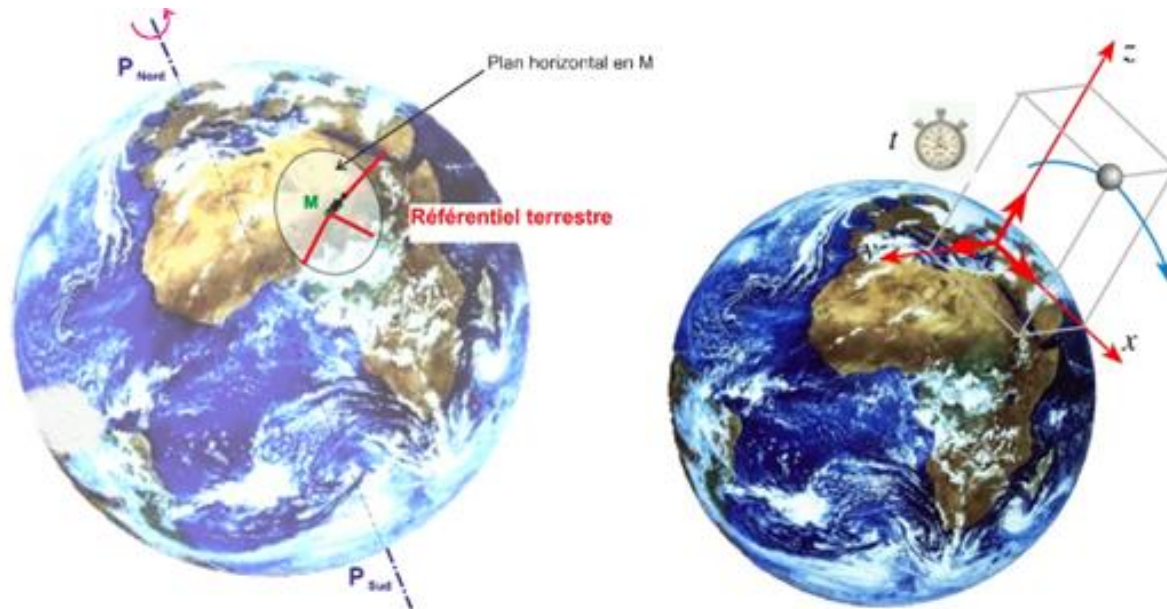 P Nord
Plan horizontal en M
M
Référentiel terrestre
P Sud
t
z
y
x